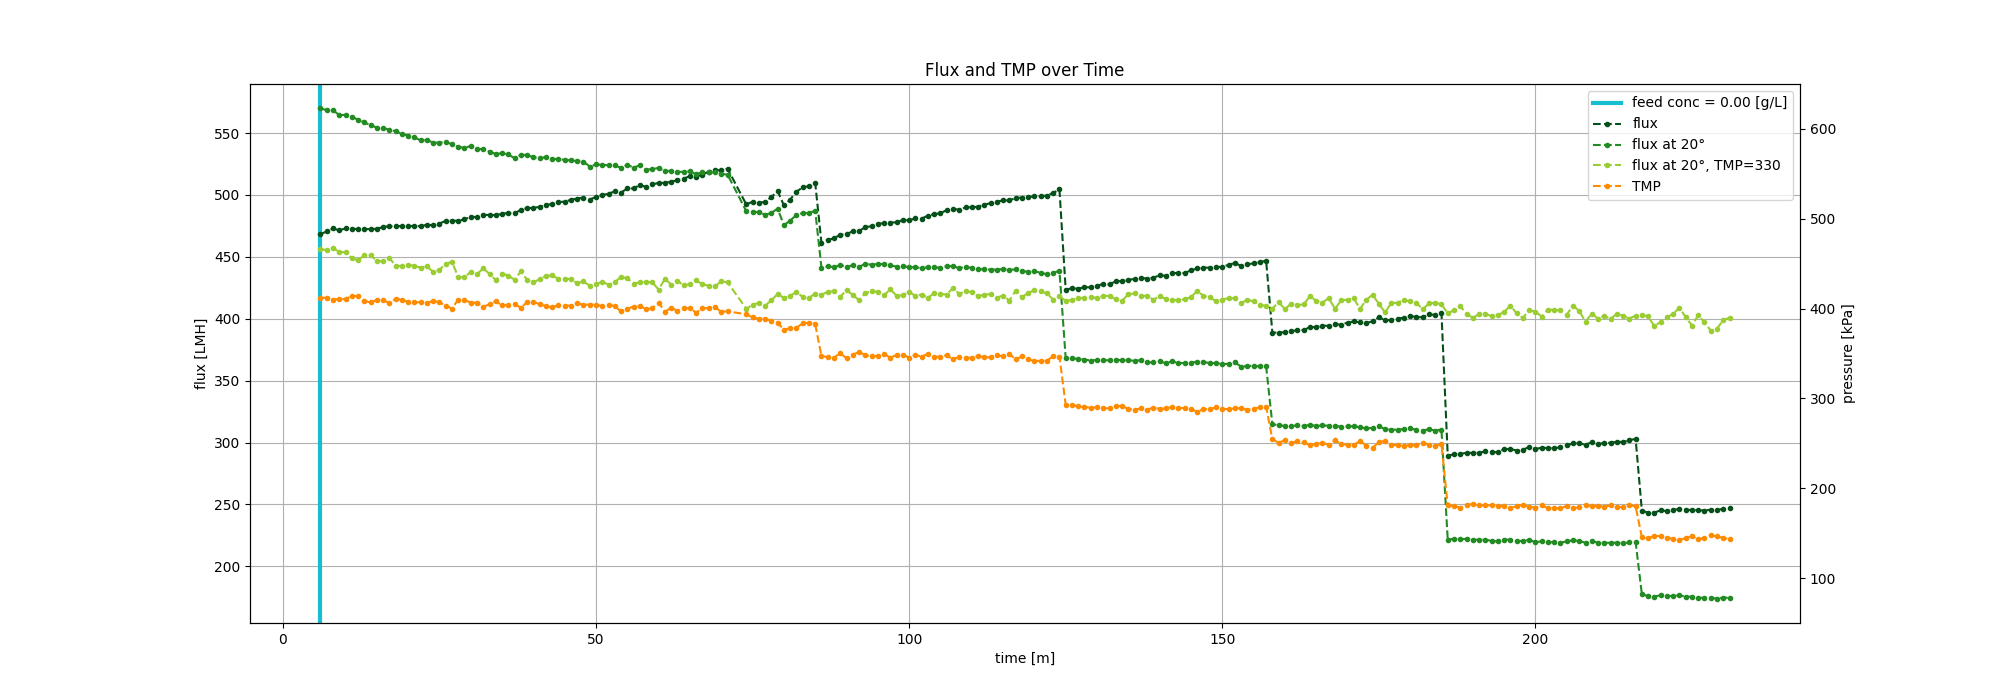 Flux and TMP over Time
feed conc = 0.00 [g/L]
flux
flux at 20°
flux at 20°, TMP=330
TMP
flux [LMH]
550
500
450
400
350
300
250
200
600
500
400
300
200
100
pressure [kPa]
0
50
100
150
200
time [m]